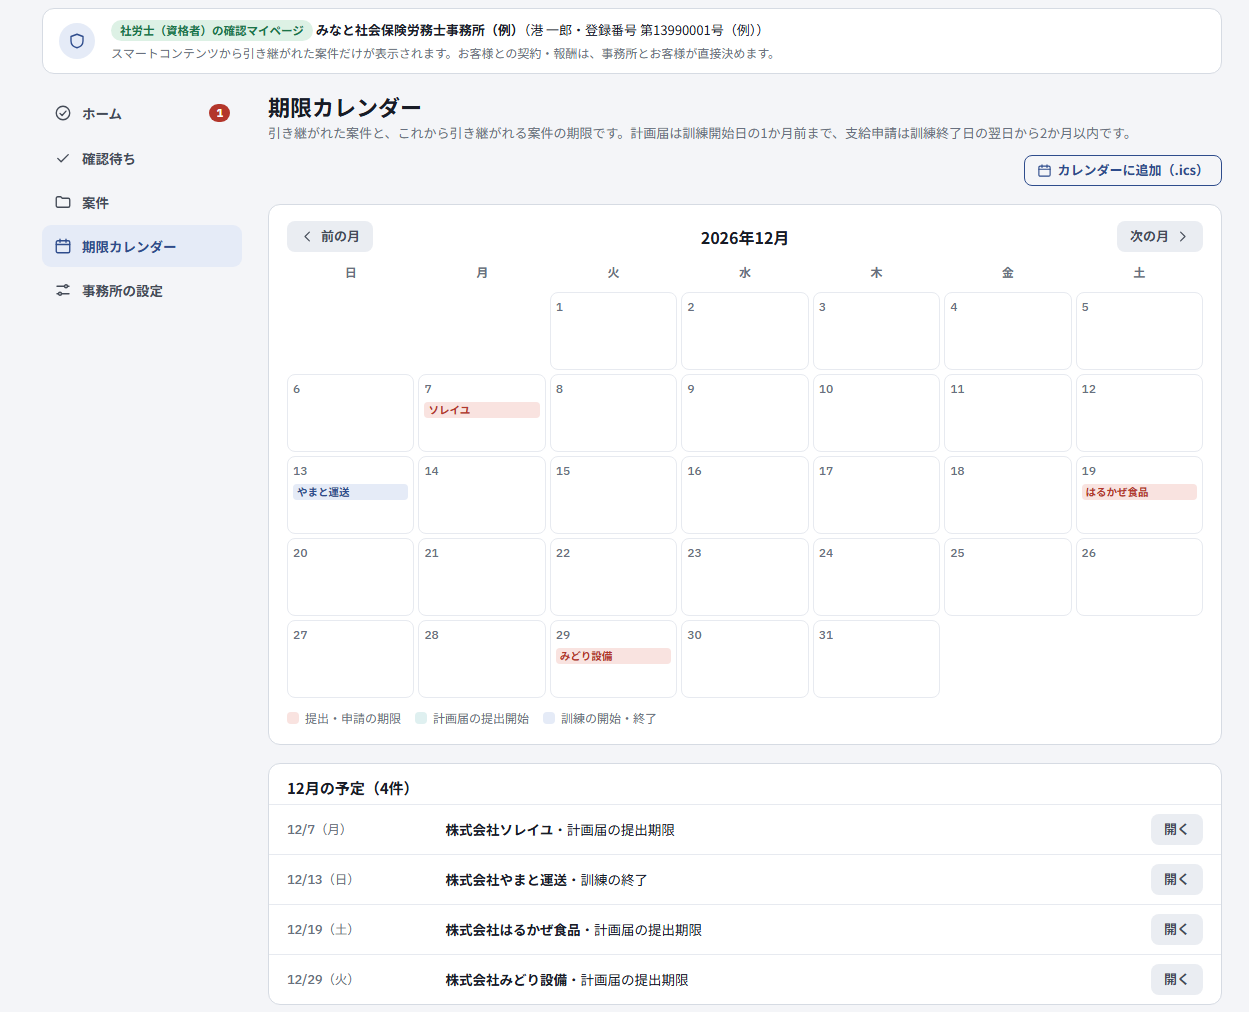 社労士（資格者）の確認マイページ みなと社会保険労務士事務所（例）（港 一郎・登録番号 第13990001号（例））
スマートコンテンツから引き継がれた案件だけが表示されます。お客様との契約・報酬は、事務所とお客様が直接決めます。
ホーム 1
確認待ち
案件
期限カレンダー
事務所の設定
期限カレンダー
引き継がれた案件と、これから引き継がれる案件の期限です。計画届は訓練開始日の1か月前まで、支給申請は訓練終了日の翌日から2か月以内です。
カレンダーに追加（.ics）
前の月 2026年12月 次の月
日 月 火 水 木 金 土
1 2 3 4 5
6 7 8 9 10 11 12
ソレイユ
13 14 15 16 17 18 19
やまと運送 はるかぜ食品
20 21 22 23 24 25 26
27 28 29 30 31
みどり設備
提出・申請の期限 計画届の提出開始 訓練の開始・終了
12月の予定（4件）
12/7（月） 株式会社ソレイユ・計画届の提出期限 開く
12/13（日） 株式会社やまと運送・訓練の終了 開く
12/19（土） 株式会社はるかぜ食品・計画届の提出期限 開く
12/29（火） 株式会社みどり設備・計画届の提出期限 開く